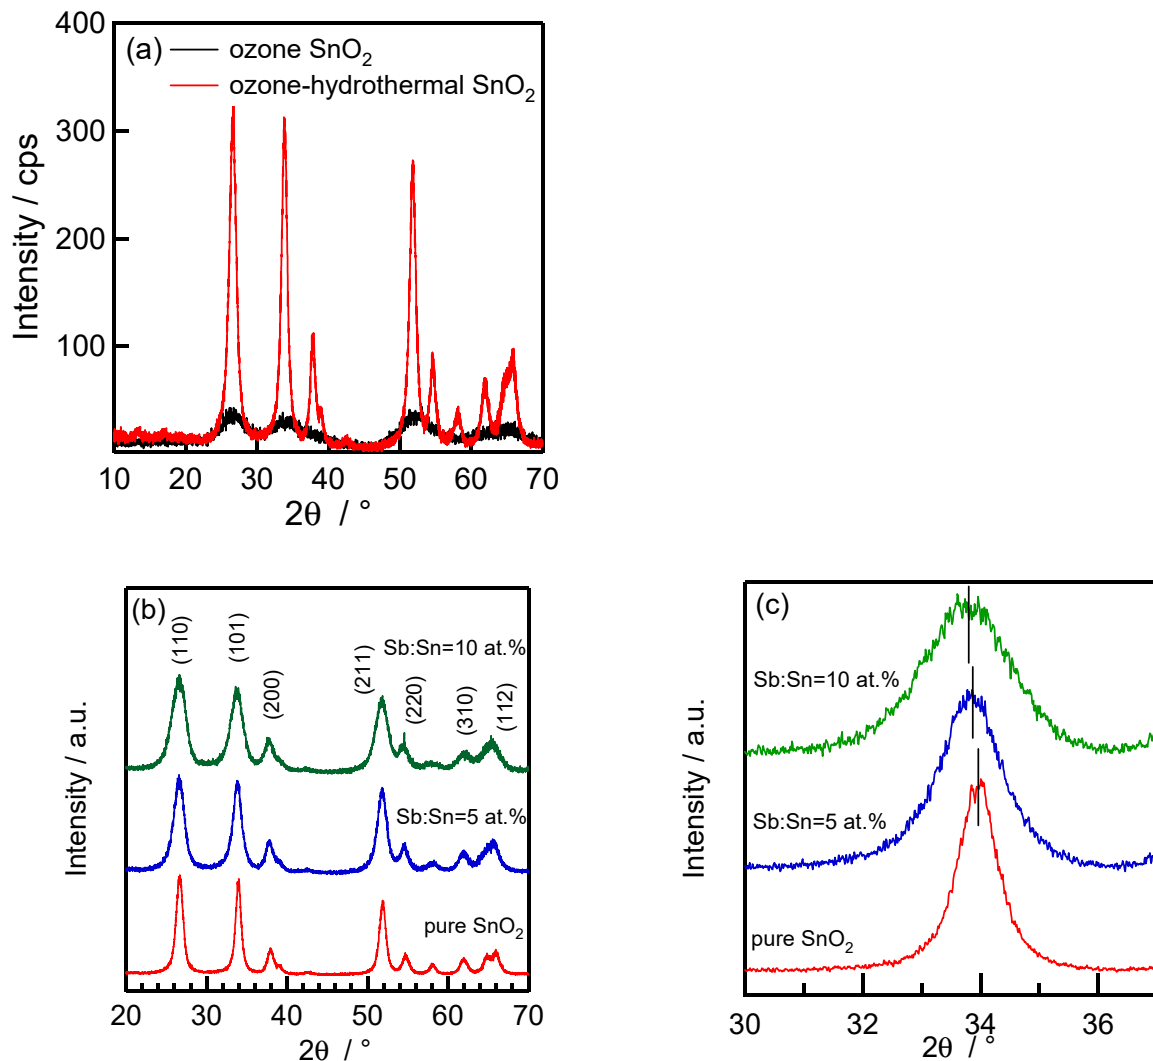 (a)
ozone SnO₂
ozone-hydrothermal SnO₂
Intensity / cps
400
300
200
100
10 20 30 40 50 60 70
2θ / °
(b)
(110)
(101)
(200)
(211)
(220)
(310)
(112)
Sb:Sn=10 at.%
Sb:Sn=5 at.%
pure SnO₂
Intensity / a.u.
20 30 40 50 60 70
2θ / °
(c)
Sb:Sn=10 at.%
Sb:Sn=5 at.%
pure SnO₂
Intensity / a.u.
30 32 34 36
2θ / °